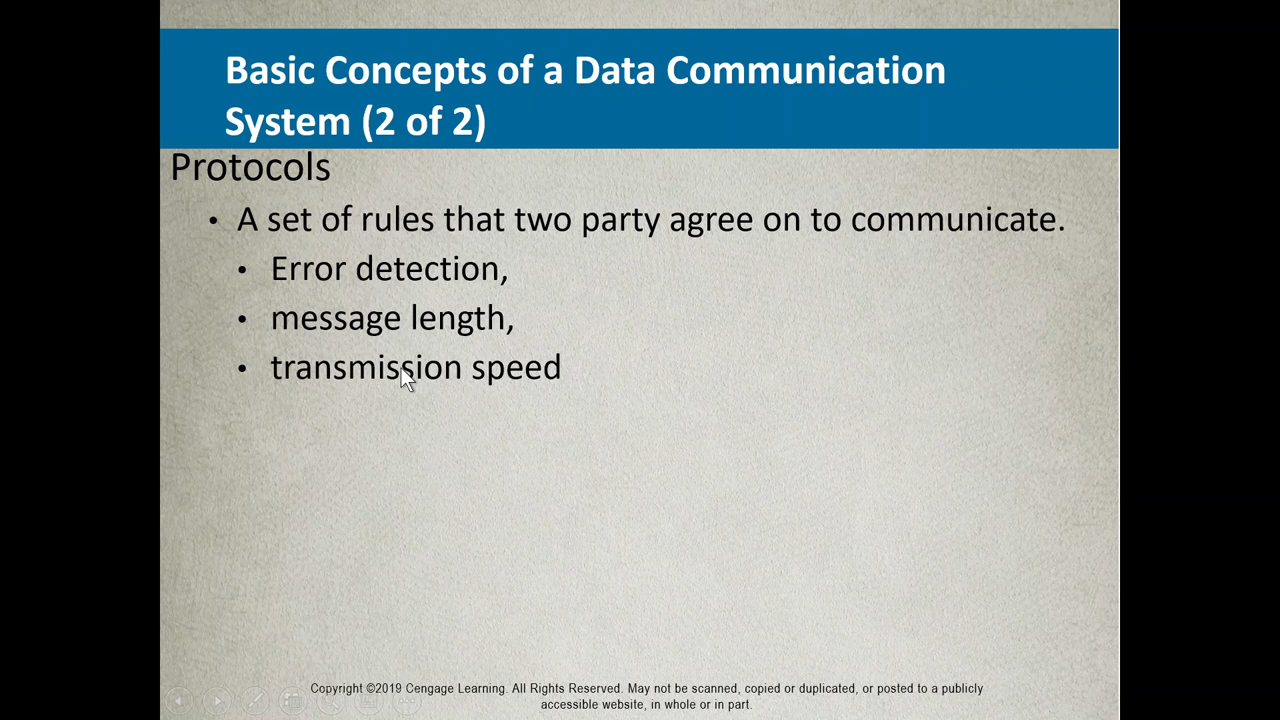 Basic Concepts of a Data Communication
System (2 of 2)
Protocols
• A set of rules that two party agree on to communicate.
• Error detection,
• message length,
• transmission speed
Copyright ©2019 Cengage Learning. All Rights Reserved. May not be scanned, copied or duplicated, or posted to a publicly
accessible website, in whole or in part.